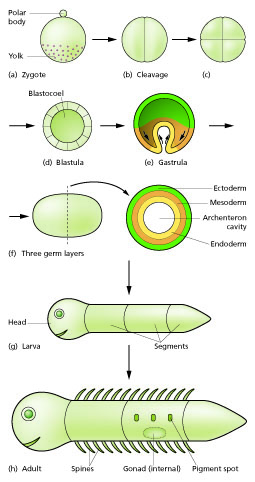 Polar
body
Yolk
(a) Zygote
(b) Cleavage
(c)
Blastocoel
(d) Blastula
(e) Gastrula
Ectoderm
Mesoderm
Archenteron
cavity
Endoderm
(f) Three germ layers
Head
(g) Larva
Segments
(h) Adult
Spines
Gonad (internal)
Pigment spot